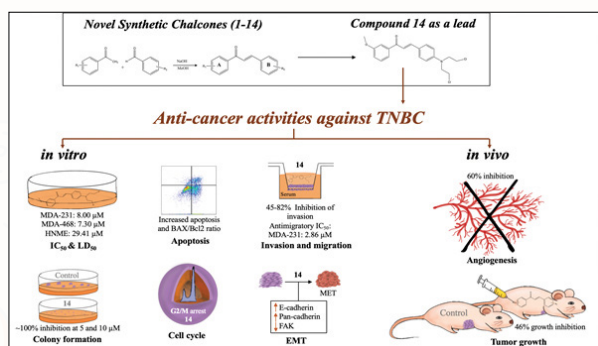 Novel Synthetic Chalcones (1-14)
Compound 14 as a lead
A
B
Anti-cancer activities against TNBC
in vitro
in vivo
MDA-231: 8.00 µM
MDA-468: 7.30 µM
HNME: 29.41 µM
IC50 & LD50
Increased apoptosis
and BAX/Bcl2 ratio
Apoptosis
14
Serum
45-82% Inhibition of
invasion
Antimigratory IC50:
MDA-231: 2.86 µM
Invasion and migration
60% inhibition
Angiogenesis
Control
14
~100% inhibition at 5 and 10 µM
Colony formation
G2/M arrest
14
Cell cycle
14
MET
E-cadherin
Pan-cadherin
FAK
EMT
Control
46% growth inhibition
Tumor growth